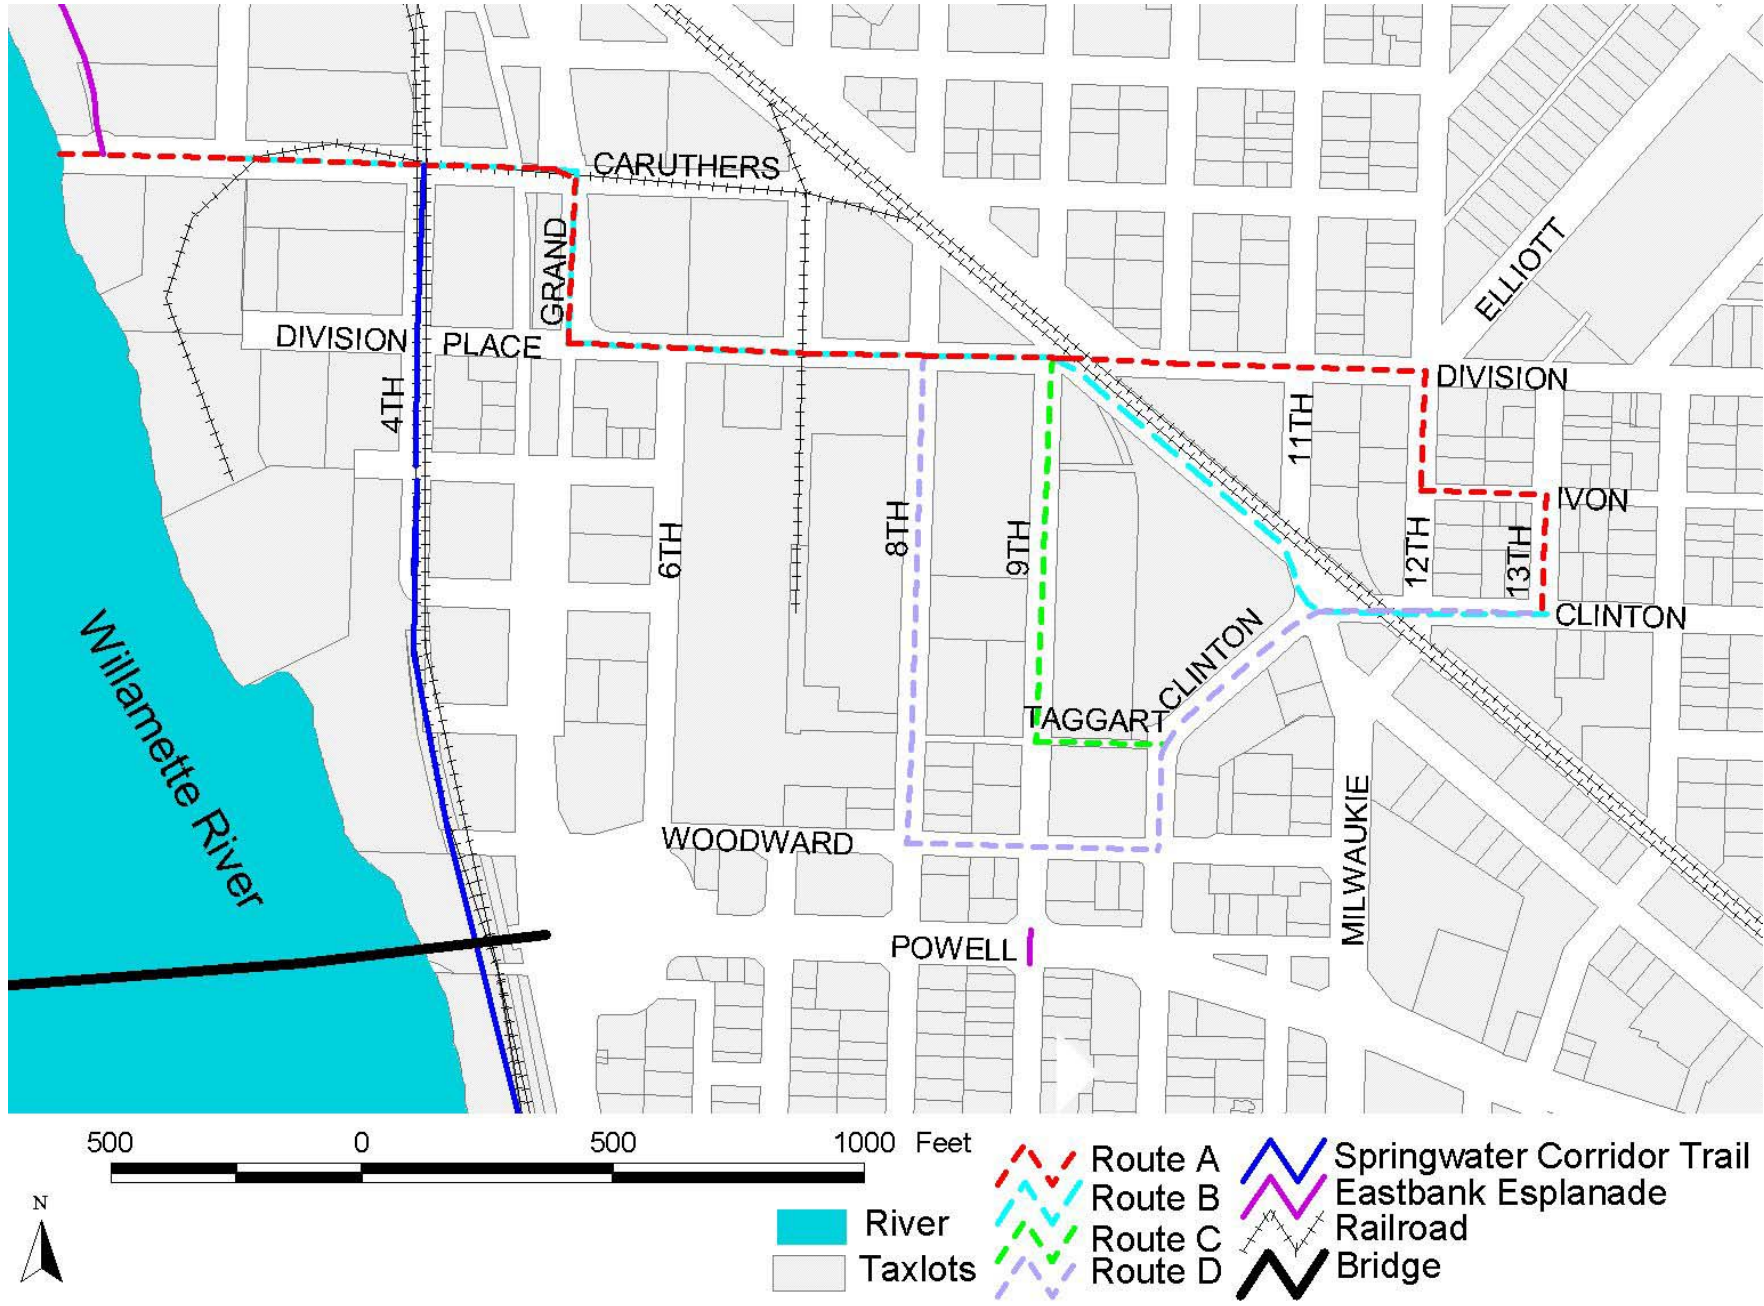 CARUTHERS
GRAND
ELLIOTT
DIVISION PLACE
DIVISION
4TH
11TH
IVON
6TH
8TH
9TH
12TH
13TH
CLINTON
CLINTON
TAGGART
Willamette River
WOODWARD
MILWAUKIE
POWELL
500 0 500 1000 Feet
N
River
Taxlots
Route A
Route B
Route C
Route D
Springwater Corridor Trail
Eastbank Esplanade
Railroad
Bridge